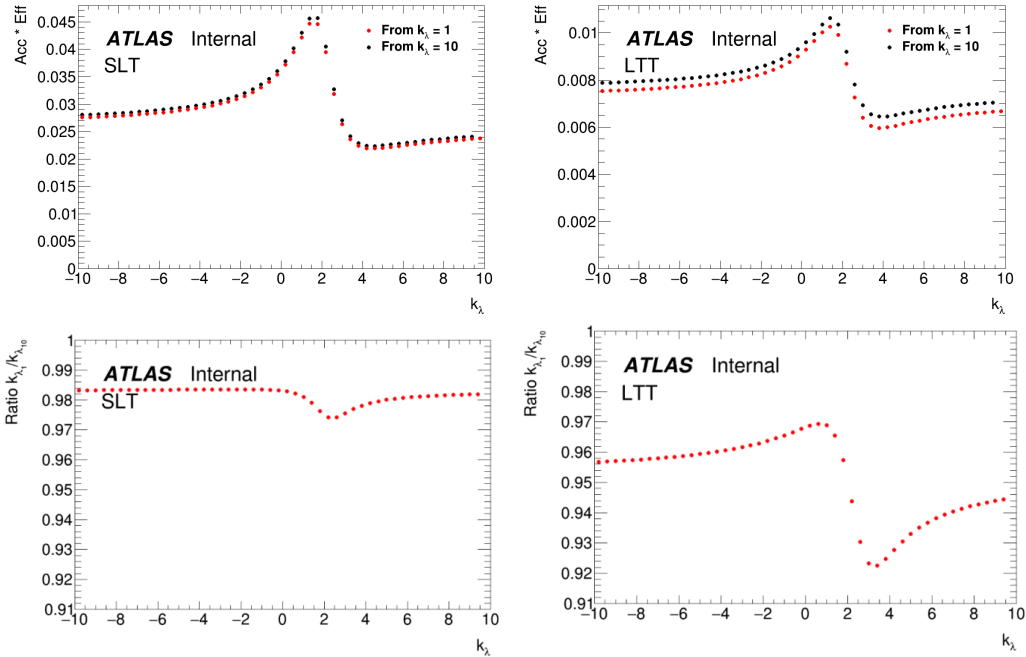 Acc * Eff
0.045
0.04
0.035
0.03
0.025
0.02
0.015
0.01
0.005
0
ATLAS Internal
SLT
From kλ = 1
From kλ = 10
−10 −8 −6 −4 −2 0 2 4 6 8 10
kλ
Acc * Eff
0.01
0.008
0.006
0.004
0.002
0
ATLAS Internal
LTT
From kλ = 1
From kλ = 10
−10 −8 −6 −4 −2 0 2 4 6 8 10
kλ
Ratio kλ1/kλ10
1
0.99
0.98
0.97
0.96
0.95
0.94
0.93
0.92
0.91
ATLAS Internal
SLT
−10 −8 −6 −4 −2 0 2 4 6 8 10
kλ
Ratio kλ1/kλ10
1
0.99
0.98
0.97
0.96
0.95
0.94
0.93
0.92
0.91
ATLAS Internal
LTT
−10 −8 −6 −4 −2 0 2 4 6 8 10
kλ